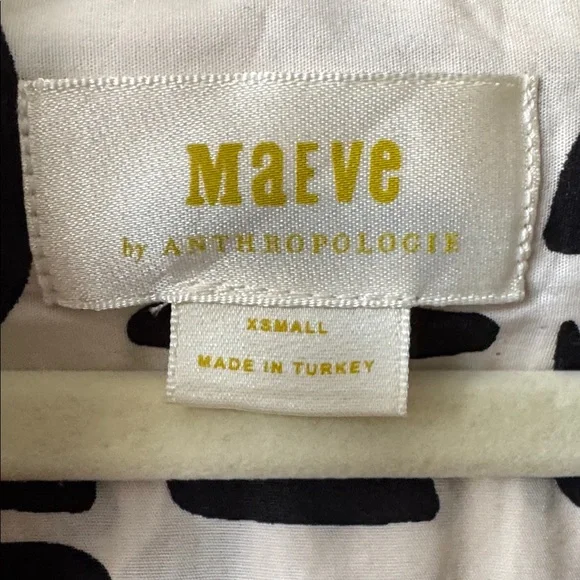 MaEve
by ANTHROPOLOGIE
XSMALL
MADE IN TURKEY